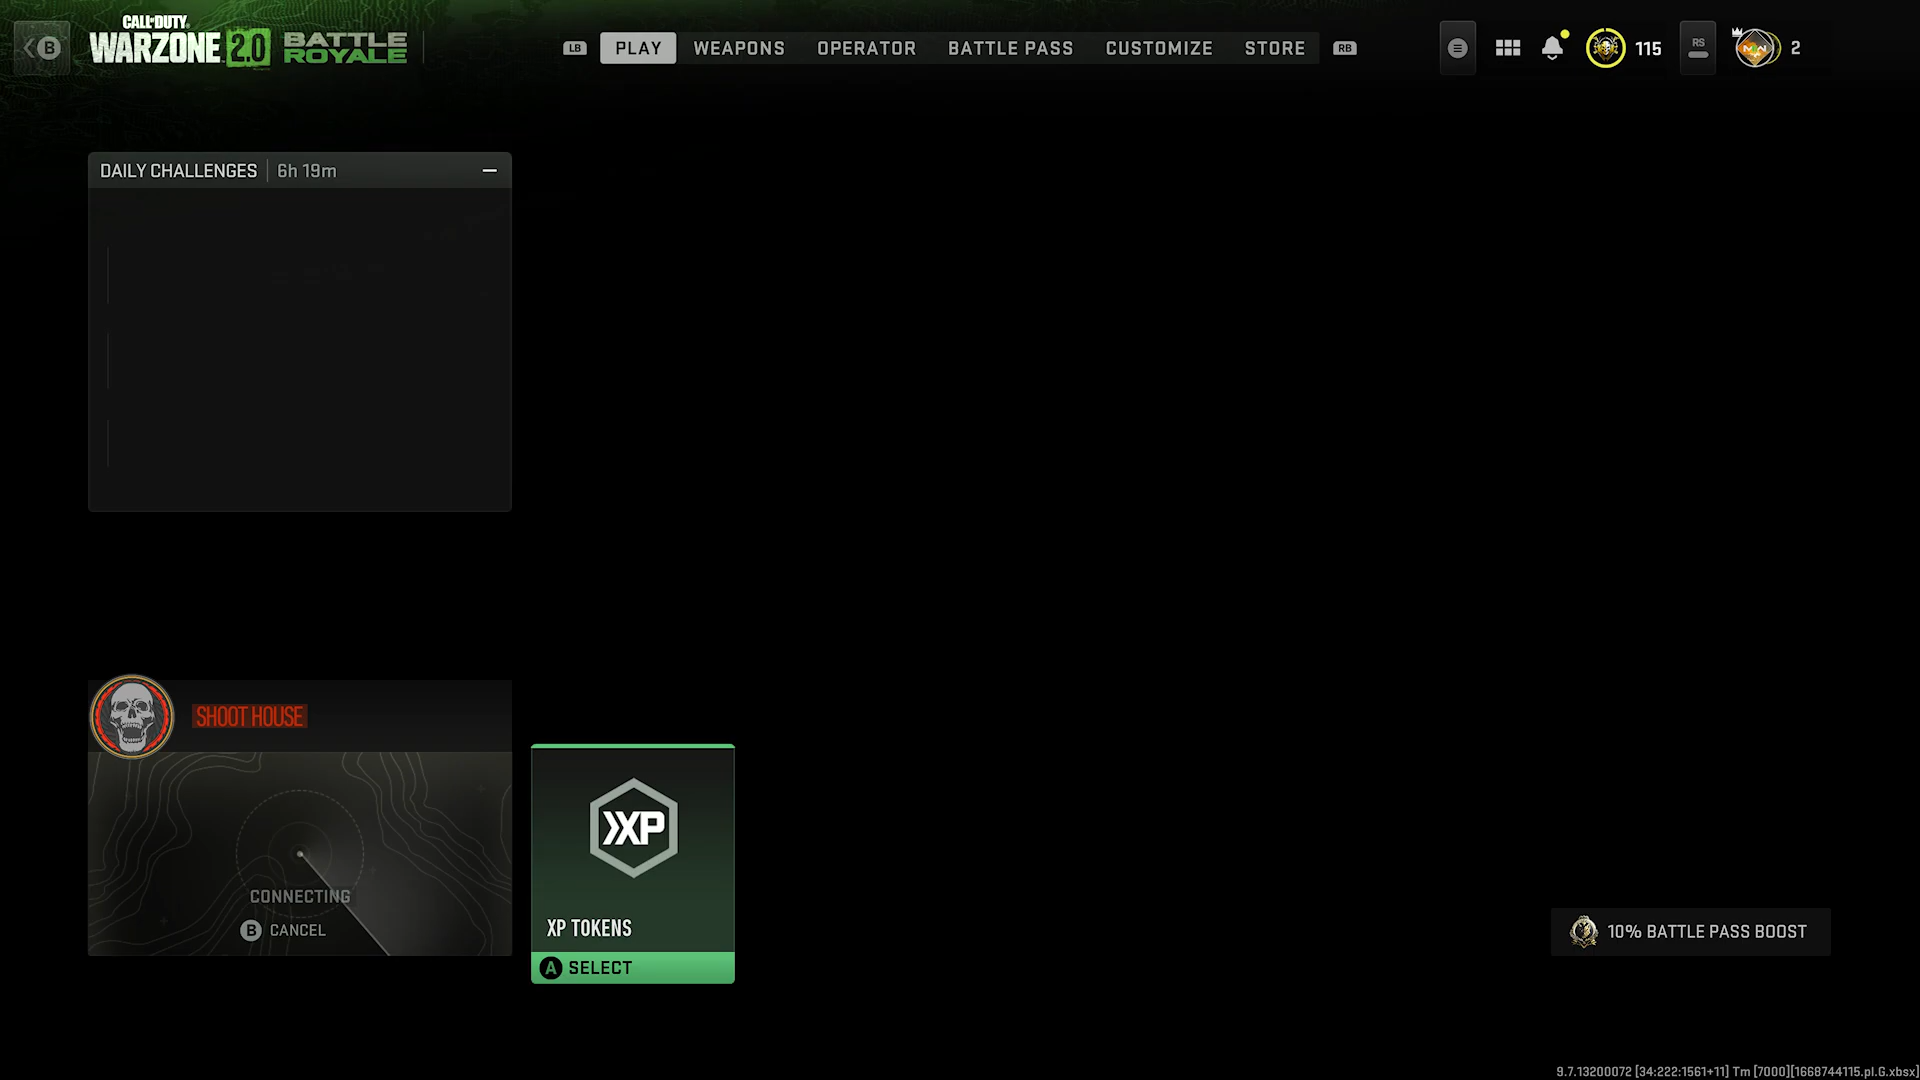 B
CALL OF DUTY
WARZONE 2.0 BATTLE ROYALE
LB PLAY WEAPONS OPERATOR BATTLE PASS CUSTOMIZE STORE RB
115
RS
2
DAILY CHALLENGES 6h 19m
SHOOT HOUSE
CONNECTING
B CANCEL
XP
XP TOKENS
A SELECT
10% BATTLE PASS BOOST
9.7.13200072 [34:222:1561+11] Tm [7000][1668744115.pl.G.xbsx]